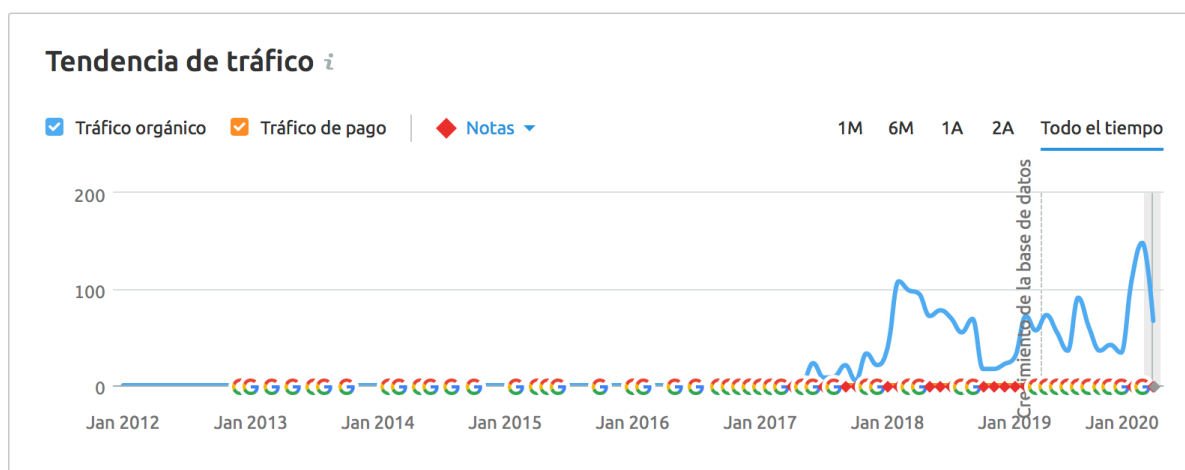 Tendencia de tráfico i
Tráfico orgánico Tráfico de pago Notas 1M 6M 1A 2A Todo el tiempo
200
100
0
Crecimiento de la base de datos
Jan 2012 Jan 2013 Jan 2014 Jan 2015 Jan 2016 Jan 2017 Jan 2018 Jan 2019 Jan 2020